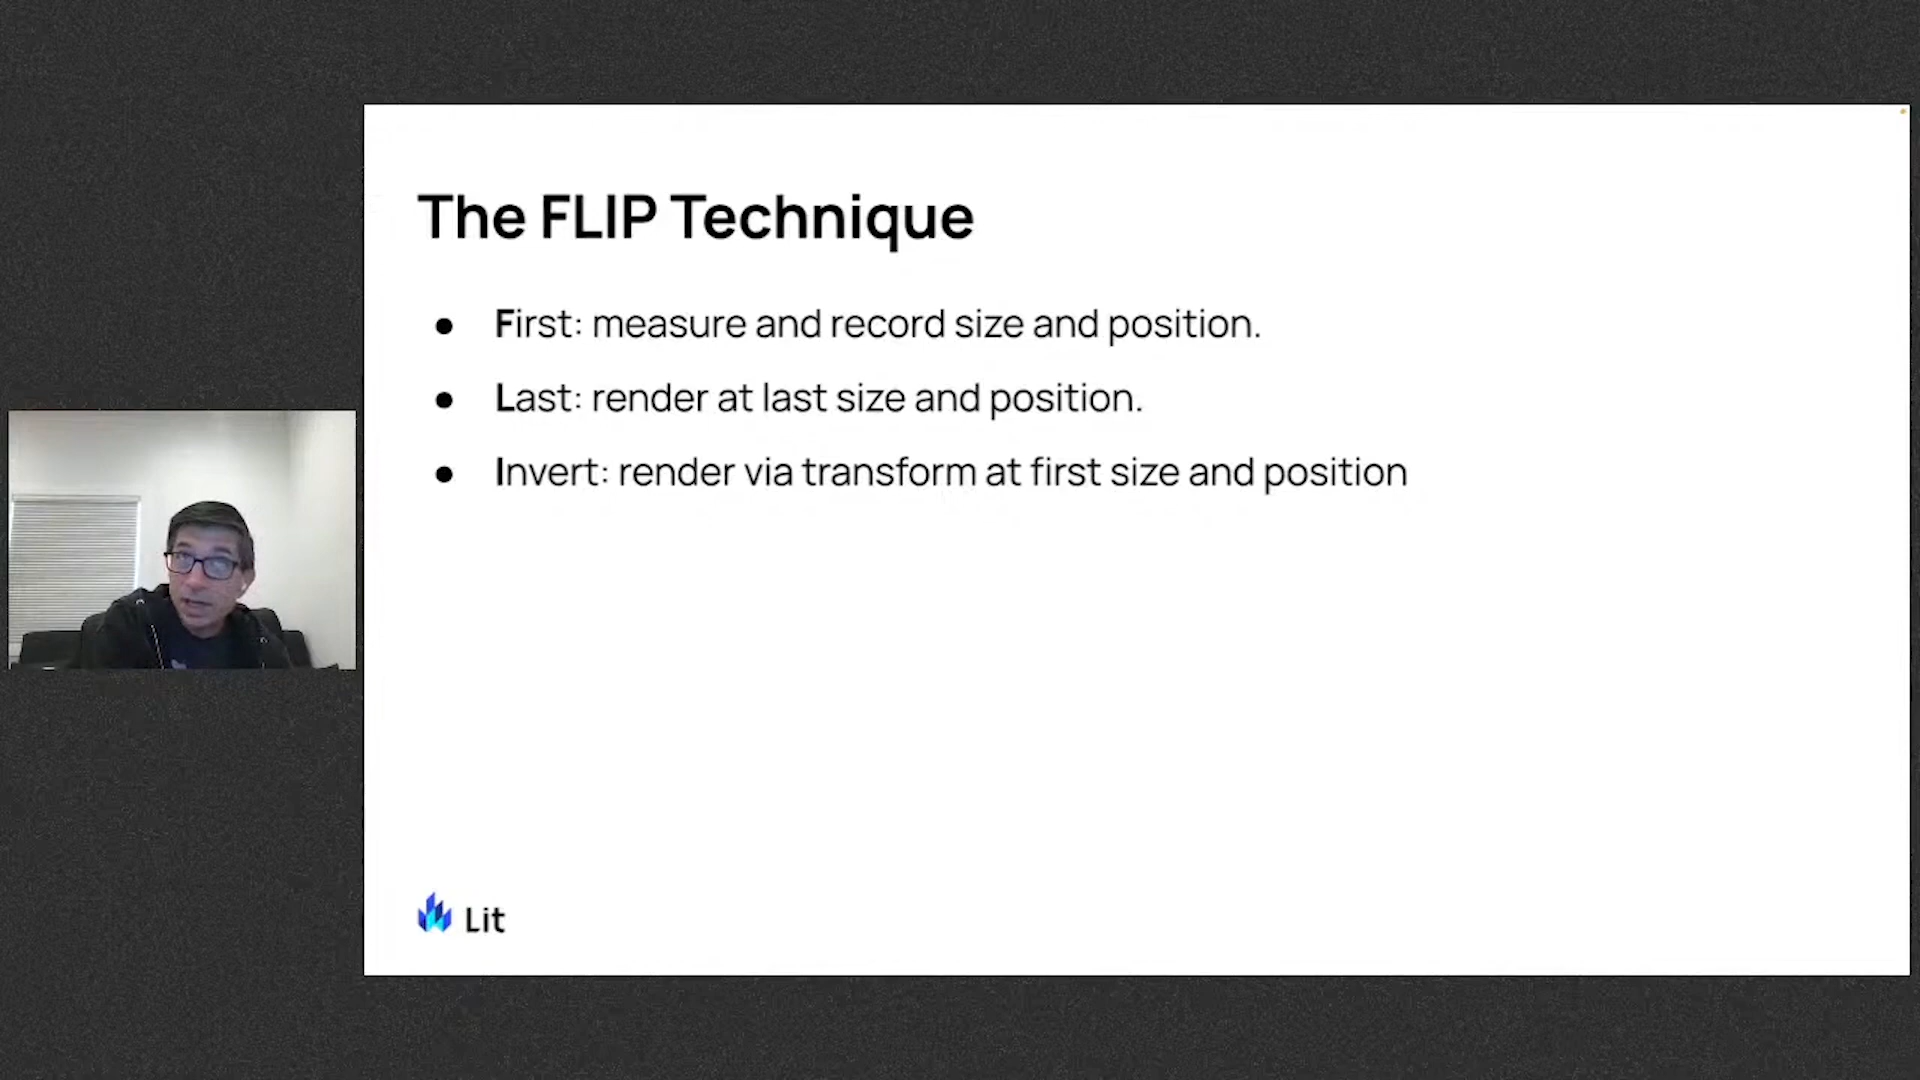 The FLIP Technique
● First: measure and record size and position.
● Last: render at last size and position.
● Invert: render via transform at first size and position
Lit